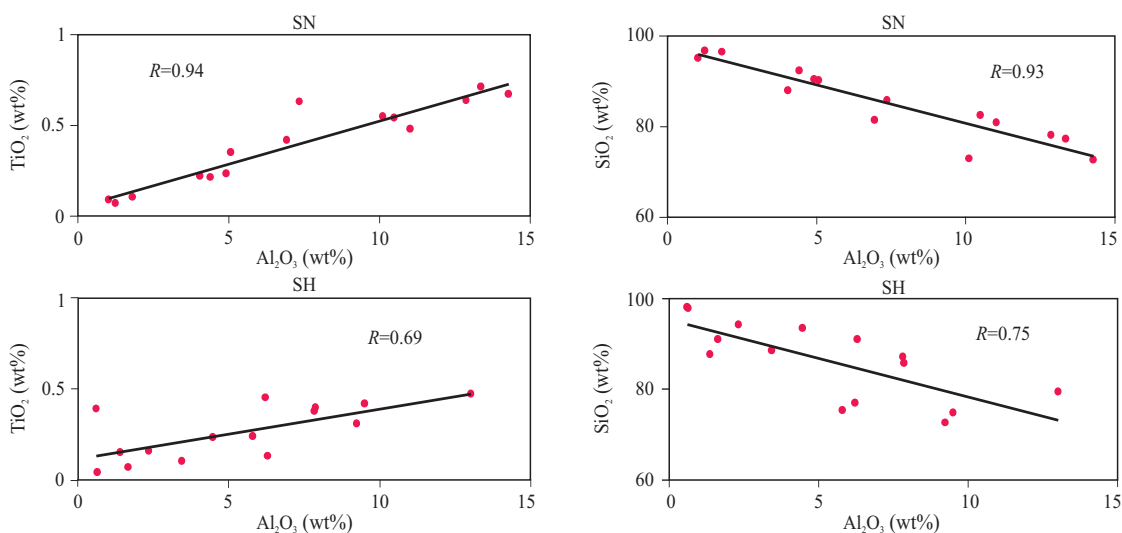 SN
1
R=0.94
0.5
0
TiO₂ (wt%)
0 5 10 15
Al₂O₃ (wt%)
SN
100
R=0.93
80
60
SiO₂ (wt%)
0 5 10 15
Al₂O₃ (wt%)
SH
1
R=0.69
0.5
0
TiO₂ (wt%)
0 5 10 15
Al₂O₃ (wt%)
SH
100
R=0.75
80
60
SiO₂ (wt%)
0 5 10 15
Al₂O₃ (wt%)